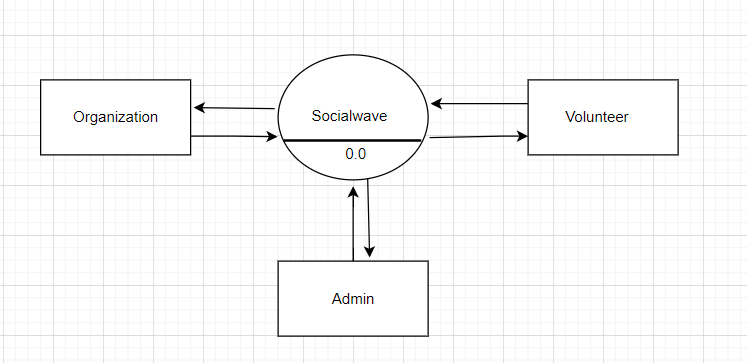 Organization
Socialwave
Volunteer
0.0
Admin